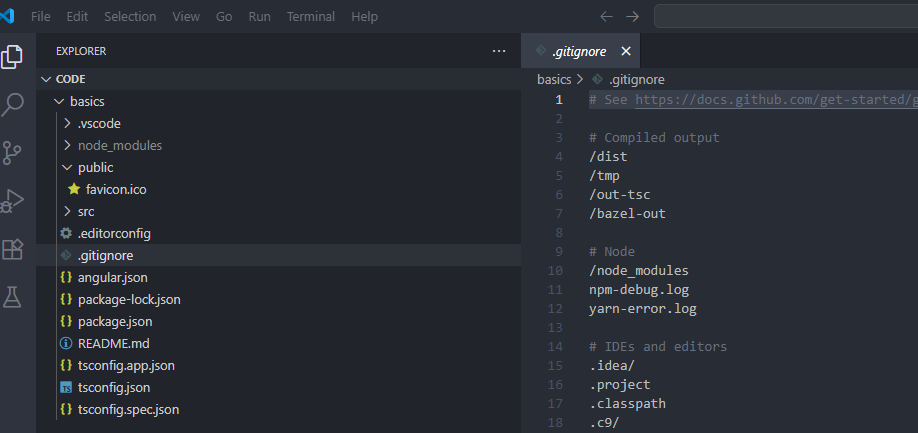 File Edit Selection View Go Run Terminal Help
EXPLORER
CODE
basics
.vscode
node_modules
public
favicon.ico
src
.editorconfig
.gitignore
{} angular.json
{} package-lock.json
{} package.json
README.md
{} tsconfig.app.json
TS tsconfig.json
{} tsconfig.spec.json
.gitignore
basics > .gitignore
1 # See https://docs.github.com/get-started/g
2
3 # Compiled output
4 /dist
5 /tmp
6 /out-tsc
7 /bazel-out
8
9 # Node
10 /node_modules
11 npm-debug.log
12 yarn-error.log
13
14 # IDEs and editors
15 .idea/
16 .project
17 .classpath
18 .c9/